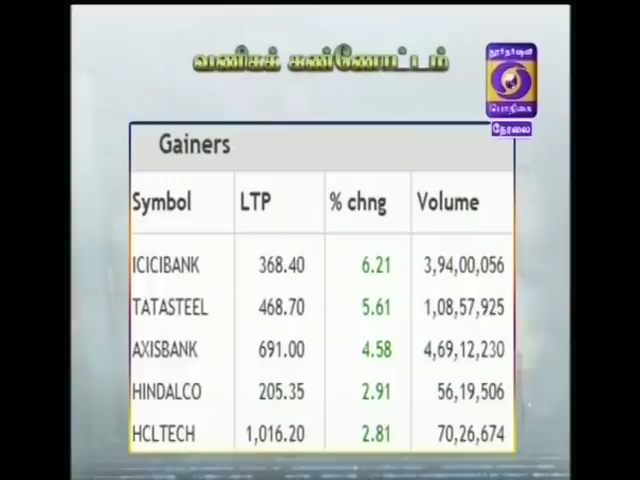 வணிகக் கண்ணோட்டம்
தூர்தர்ஷன்
பொதிகை
நேரலை
Gainers
Symbol LTP % chng Volume
ICICIBANK 368.40 6.21 3,94,00,056
TATASTEEL 468.70 5.61 1,08,57,925
AXISBANK 691.00 4.58 4,69,12,230
HINDALCO 205.35 2.91 56,19,506
HCLTECH 1,016.20 2.81 70,26,674